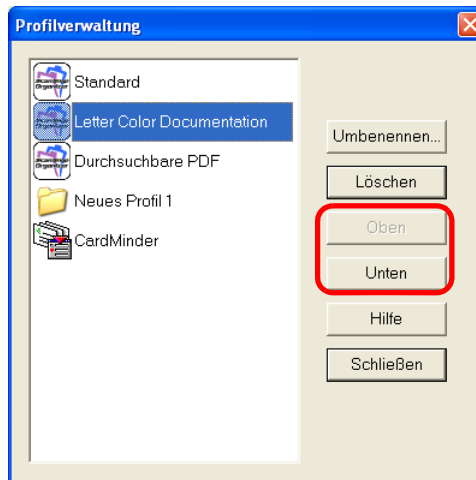 Profilverwaltung
Standard
Letter Color Documentation
Durchsuchbare PDF
Neues Profil 1
CardMinder
Umbenennen...
Löschen
Oben
Unten
Hilfe
Schließen